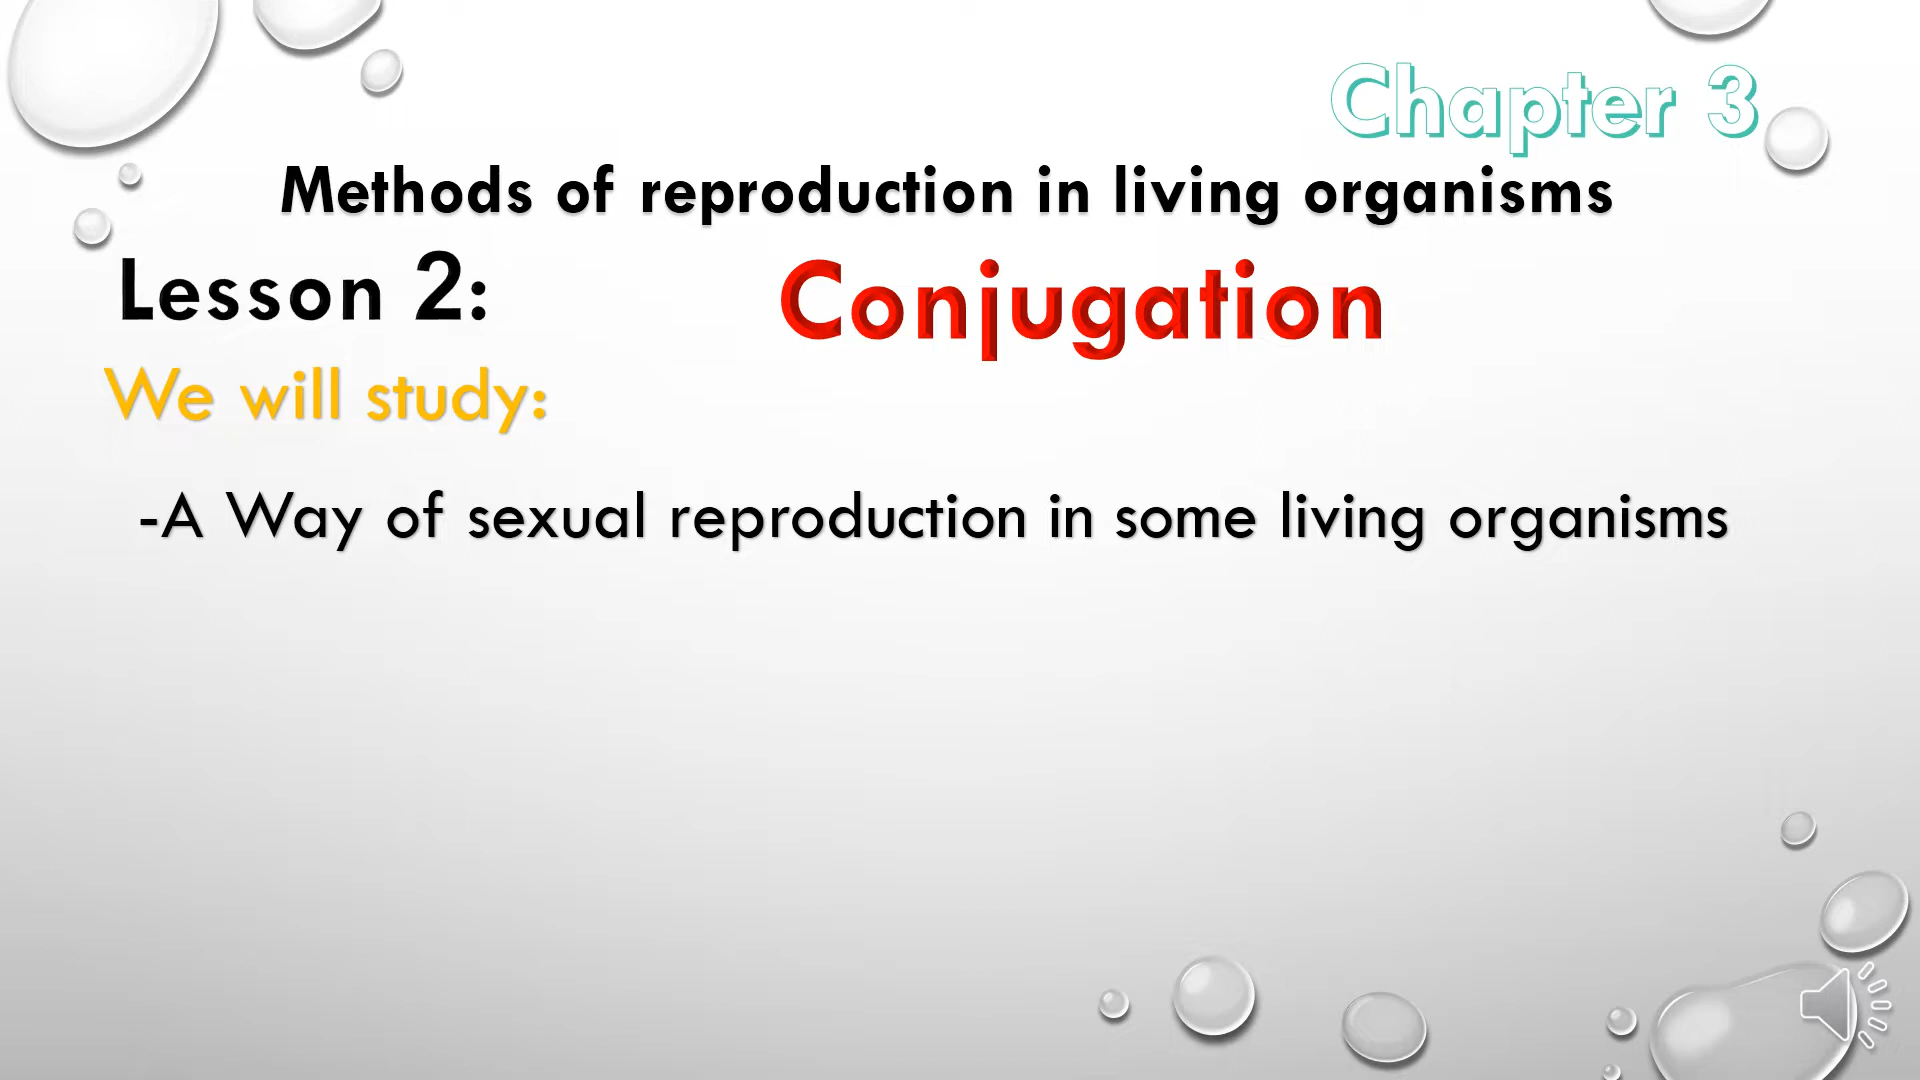 Chapter 3
Methods of reproduction in living organisms
Lesson 2: Conjugation
We will study:
-A Way of sexual reproduction in some living organisms